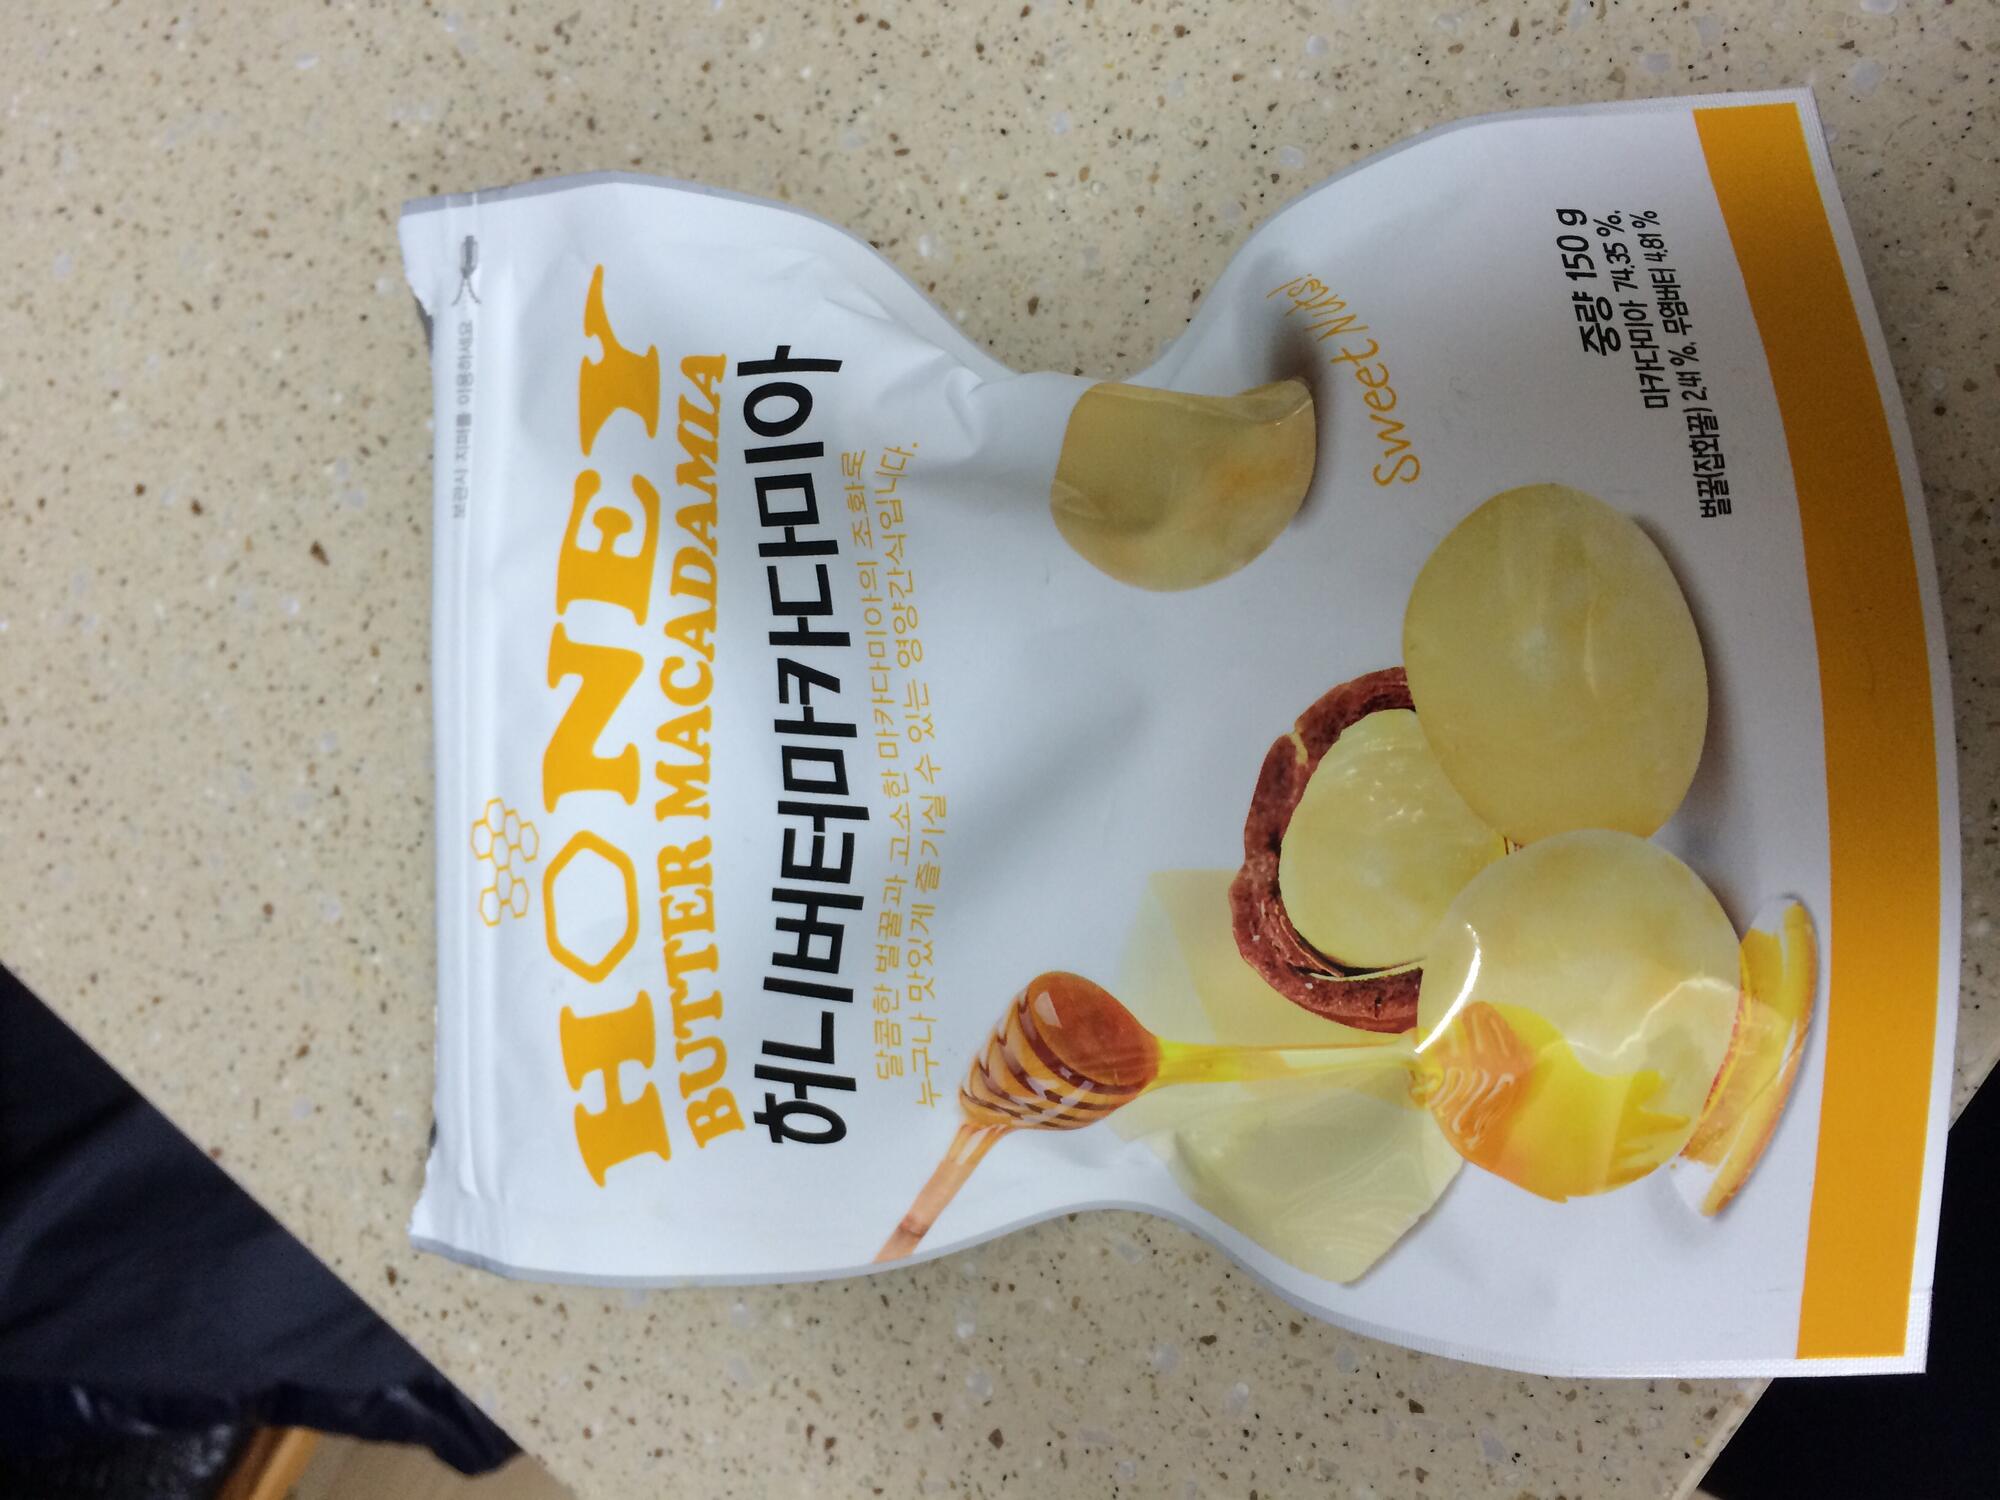 보관시 지퍼를 이용하세요
HONEY
BUTTER MACADAMIA
허니버터마카다미아
달콤한 벌꿀과 고소한 마카다미아의 조화로
누구나 맛있게 즐기실 수 있는 영양간식입니다.
Sweet Nuts!
중량 150 g
마카다미아 74.35 %,
벌꿀(잡화꿀) 2.41 %, 무염버터 4.81 %